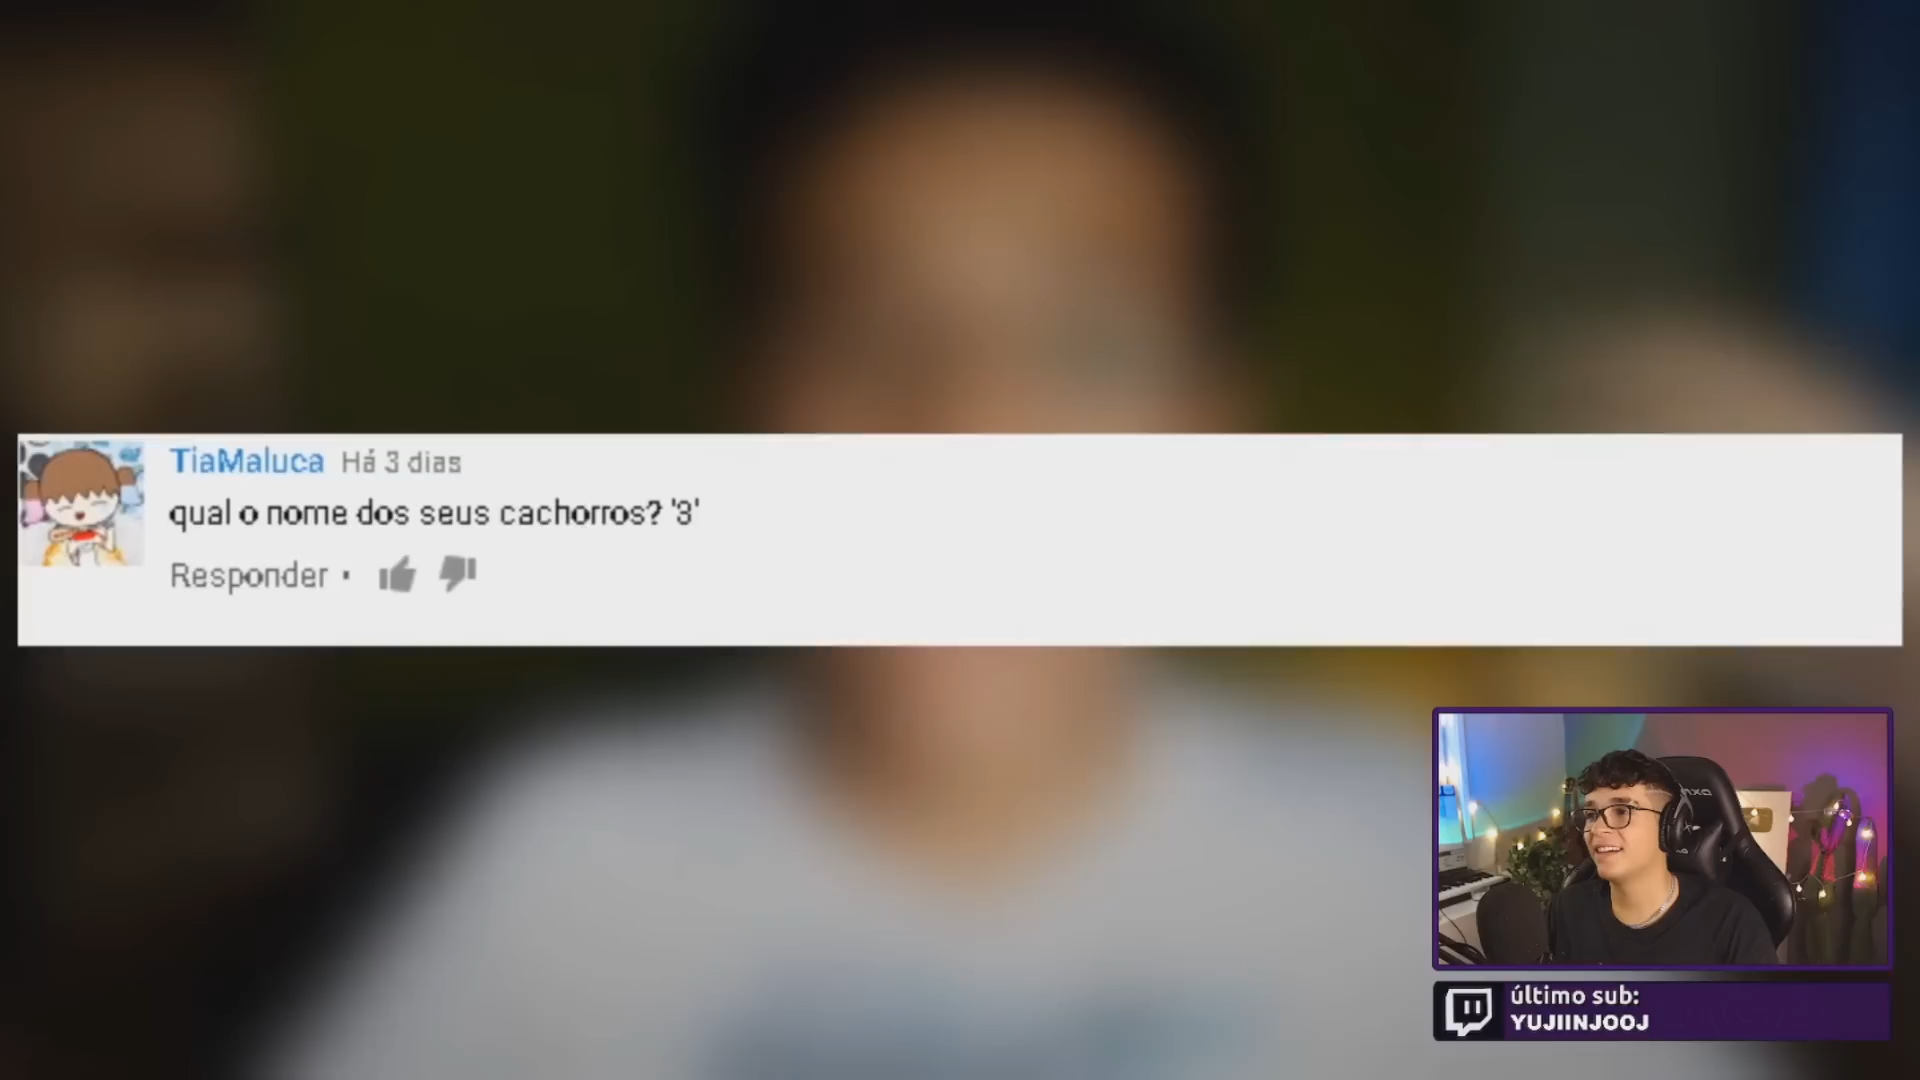 TiaMaluca Há 3 dias
qual o nome dos seus cachorros? '3'
Responder ·
último sub:
YUJIINJOOJ